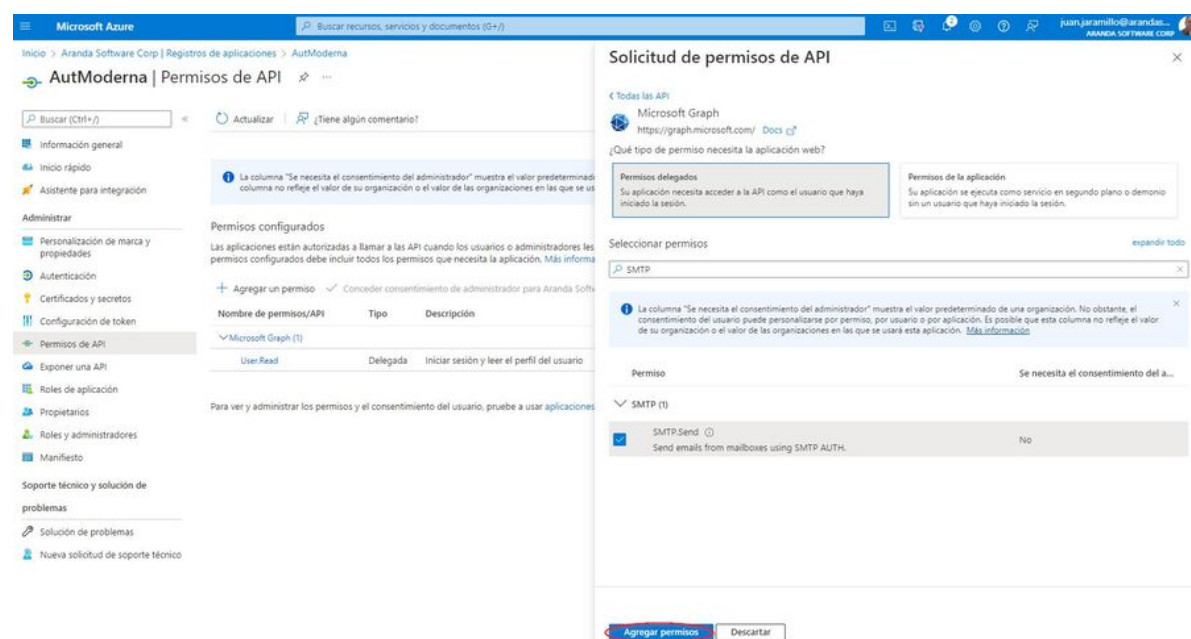 Microsoft Azure
Buscar recursos, servicios y documentos (G+/)
juan.jaramillo@arandas...
ARANDA SOFTWARE CORP
Inicio > Aranda Software Corp | Registros de aplicaciones > AutModerna
AutModerna | Permisos de API
Buscar (Ctrl+/)
Información general
Inicio rápido
Asistente para integración
Administrar
Personalización de marca y
propiedades
Autenticación
Certificados y secretos
Configuración de token
Permisos de API
Exponer una API
Roles de aplicación
Propietarios
Roles y administradores
Manifiesto
Soporte técnico y solución de
problemas
Solución de problemas
Nueva solicitud de soporte técnico
Actualizar
¿Tiene algún comentario?
La columna "Se necesita el consentimiento del administrador" muestra el valor predeterminado
columna no refleje el valor de su organización o el valor de las organizaciones en las que se us
Permisos configurados
Las aplicaciones están autorizadas a llamar a las API cuando los usuarios o administradores les
permisos configurados debe incluir todos los permisos que necesita la aplicación. Más informa
Agregar un permiso
Conceder consentimiento de administrador para Aranda Softw
Nombre de permisos/API Tipo Descripción
Microsoft Graph (1)
User.Read Delegada Iniciar sesión y leer el perfil del usuario
Para ver y administrar los permisos y el consentimiento del usuario, pruebe a usar aplicaciones
Solicitud de permisos de API
Todas las API
Microsoft Graph
https://graph.microsoft.com/ Docs
¿Qué tipo de permiso necesita la aplicación web?
Permisos delegados
Su aplicación necesita acceder a la API como el usuario que haya
iniciado la sesión.
Permisos de la aplicación
Su aplicación se ejecuta como servicio en segundo plano o demonio
sin un usuario que haya iniciado la sesión.
Seleccionar permisos
expandir todo
SMTP
La columna "Se necesita el consentimiento del administrador" muestra el valor predeterminado de una organización. No obstante, el
consentimiento del usuario puede personalizarse por permiso, por usuario o por aplicación. Es posible que esta columna no refleje el valor
de su organización o el valor de las organizaciones en las que se usará esta aplicación. Más información
Permiso Se necesita el consentimiento del a...
SMTP (1)
SMTP.Send
Send emails from mailboxes using SMTP AUTH.
No
Agregar permisos
Descartar